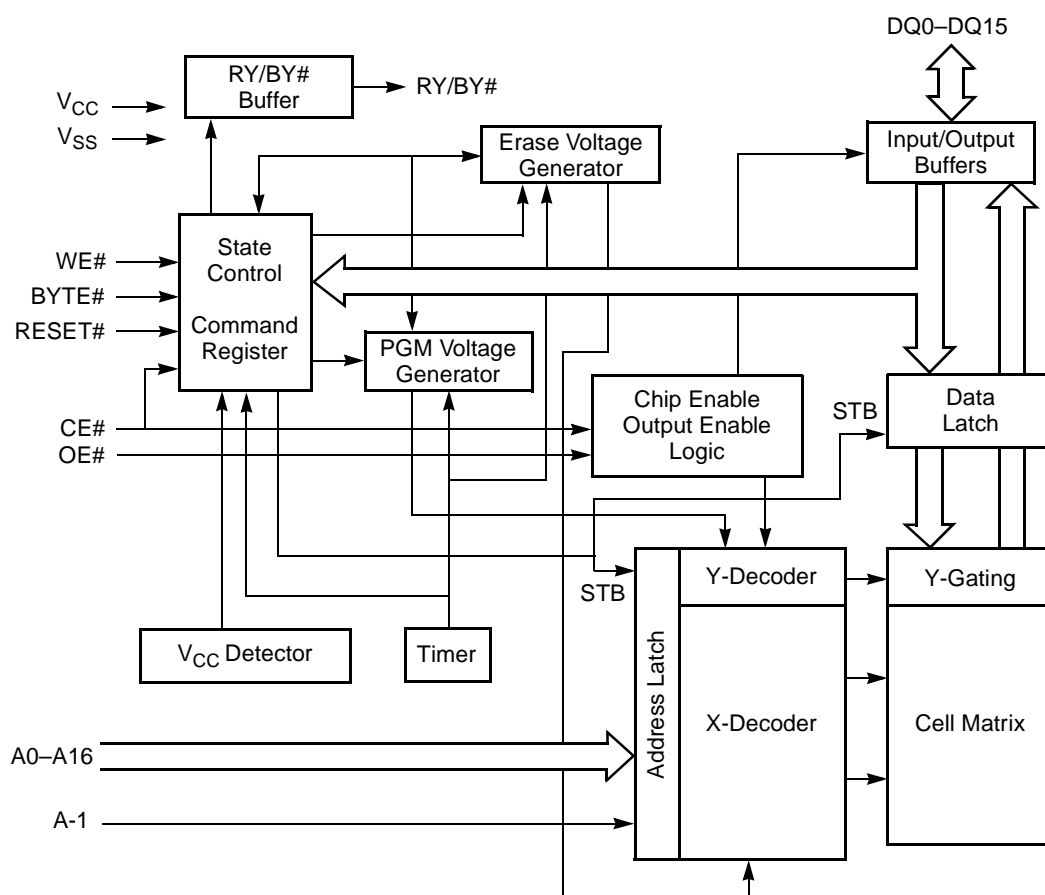 DQ0–DQ15
RY/BY#
Buffer
RY/BY#
VCC
VSS
Erase Voltage
Generator
Input/Output
Buffers
State
Control
Command
Register
WE#
BYTE#
RESET#
PGM Voltage
Generator
Chip Enable
Output Enable
Logic
STB
Data
Latch
CE#
OE#
Y-Decoder
Y-Gating
STB
VCC Detector
Timer
Address Latch
X-Decoder
Cell Matrix
A0–A16
A-1